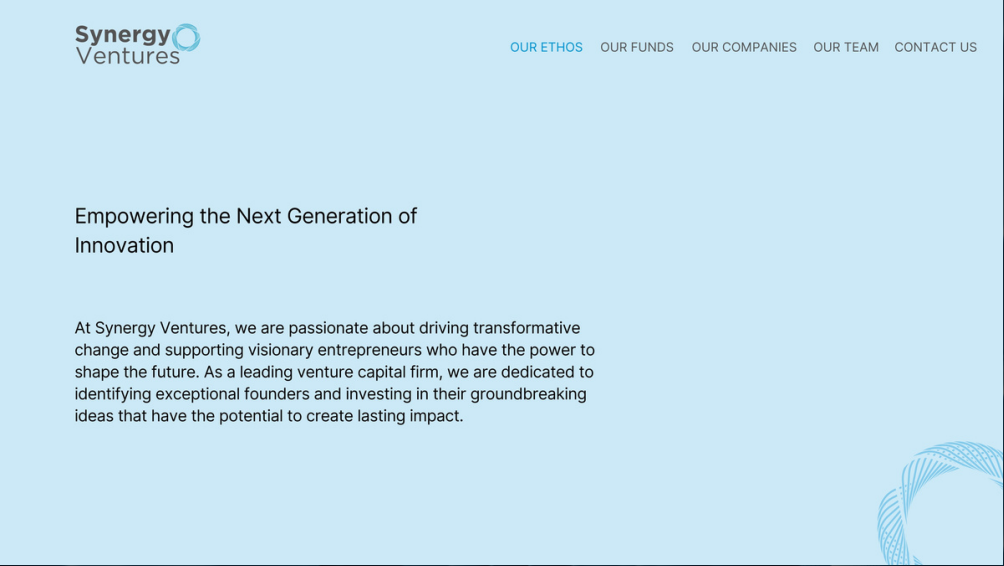 Synergy
Ventures
OUR ETHOS OUR FUNDS OUR COMPANIES OUR TEAM CONTACT US
Empowering the Next Generation of
Innovation
At Synergy Ventures, we are passionate about driving transformative
change and supporting visionary entrepreneurs who have the power to
shape the future. As a leading venture capital firm, we are dedicated to
identifying exceptional founders and investing in their groundbreaking
ideas that have the potential to create lasting impact.